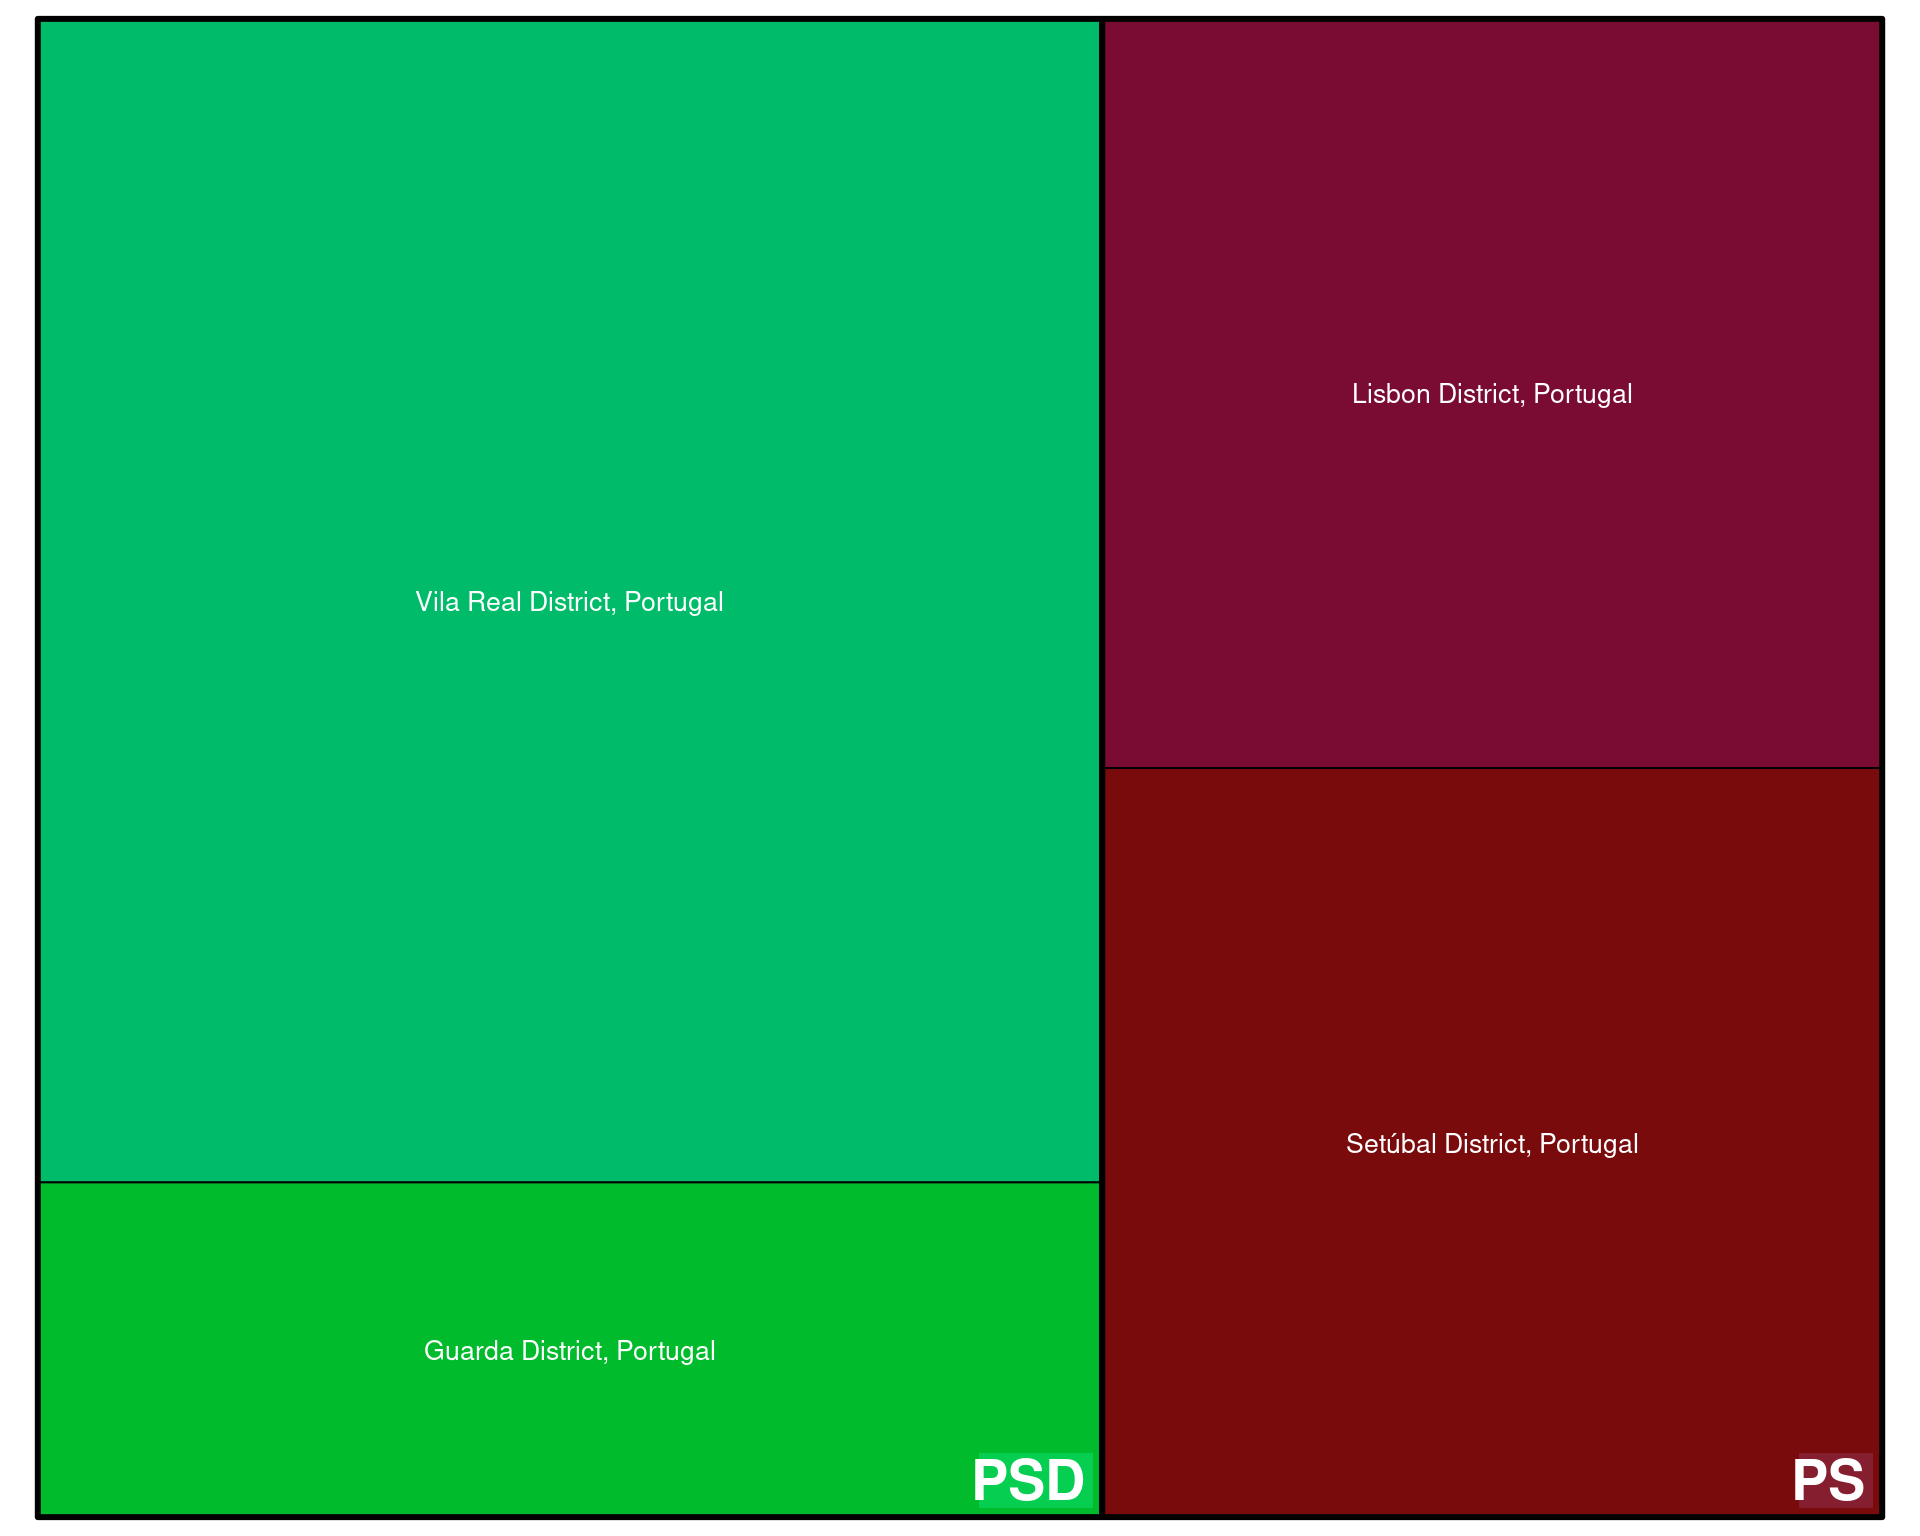 Vila Real District, Portugal
Guarda District, Portugal
PSD
Lisbon District, Portugal
Setúbal District, Portugal
PS